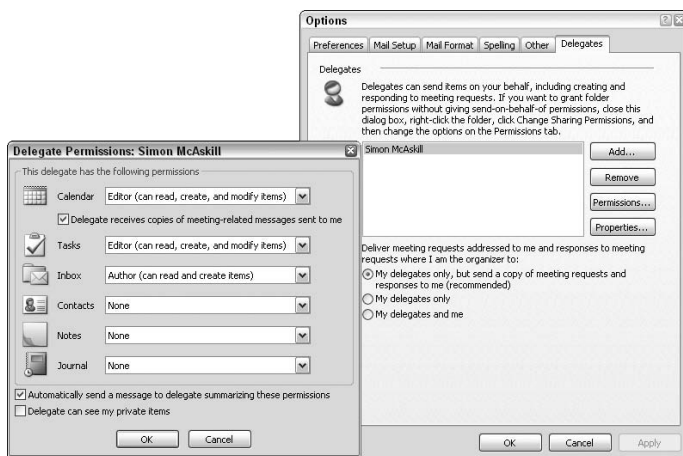 Options
Preferences Mail Setup Mail Format Spelling Other Delegates
Delegates
Delegates can send items on your behalf, including creating and
responding to meeting requests. If you want to grant folder
permissions without giving send-on-behalf-of permissions, close this
dialog box, right-click the folder, click Change Sharing Permissions, and
then change the options on the Permissions tab.
Simon McAskill
Add...
Remove
Permissions...
Properties...
Deliver meeting requests addressed to me and responses to meeting
requests where I am the organizer to:
My delegates only, but send a copy of meeting requests and
responses to me (recommended)
My delegates only
My delegates and me
OK Cancel Apply
Delegate Permissions: Simon McAskill
This delegate has the following permissions
Calendar Editor (can read, create, and modify items)
Delegate receives copies of meeting-related messages sent to me
Tasks Editor (can read, create, and modify items)
Inbox Author (can read and create items)
Contacts None
Notes None
Journal None
Automatically send a message to delegate summarizing these permissions
Delegate can see my private items
OK Cancel